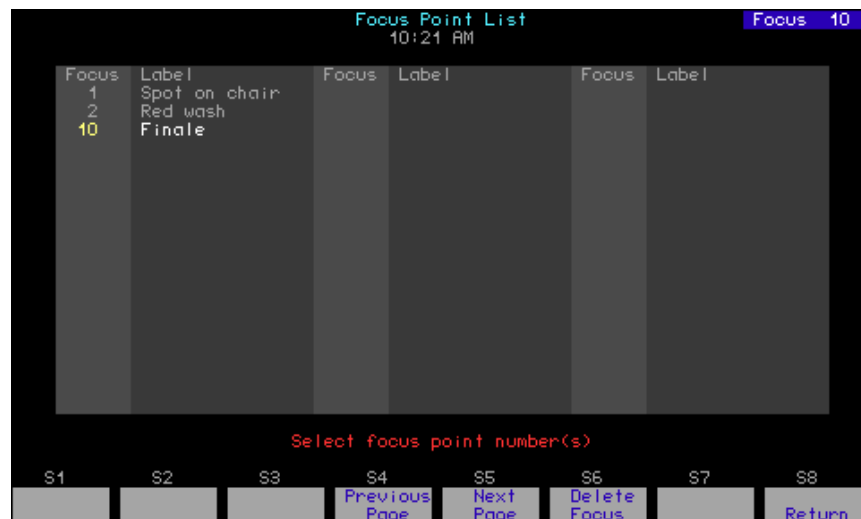 Focus Point List
Focus 10
10:21 AM
Focus Label Focus Label Focus Label
1 Spot on chair
2 Red wash
10 Finale
Select focus point number(s)
S1 S2 S3 S4 S5 S6 S7 S8
Previous Next Delete
Page Page Focus Return